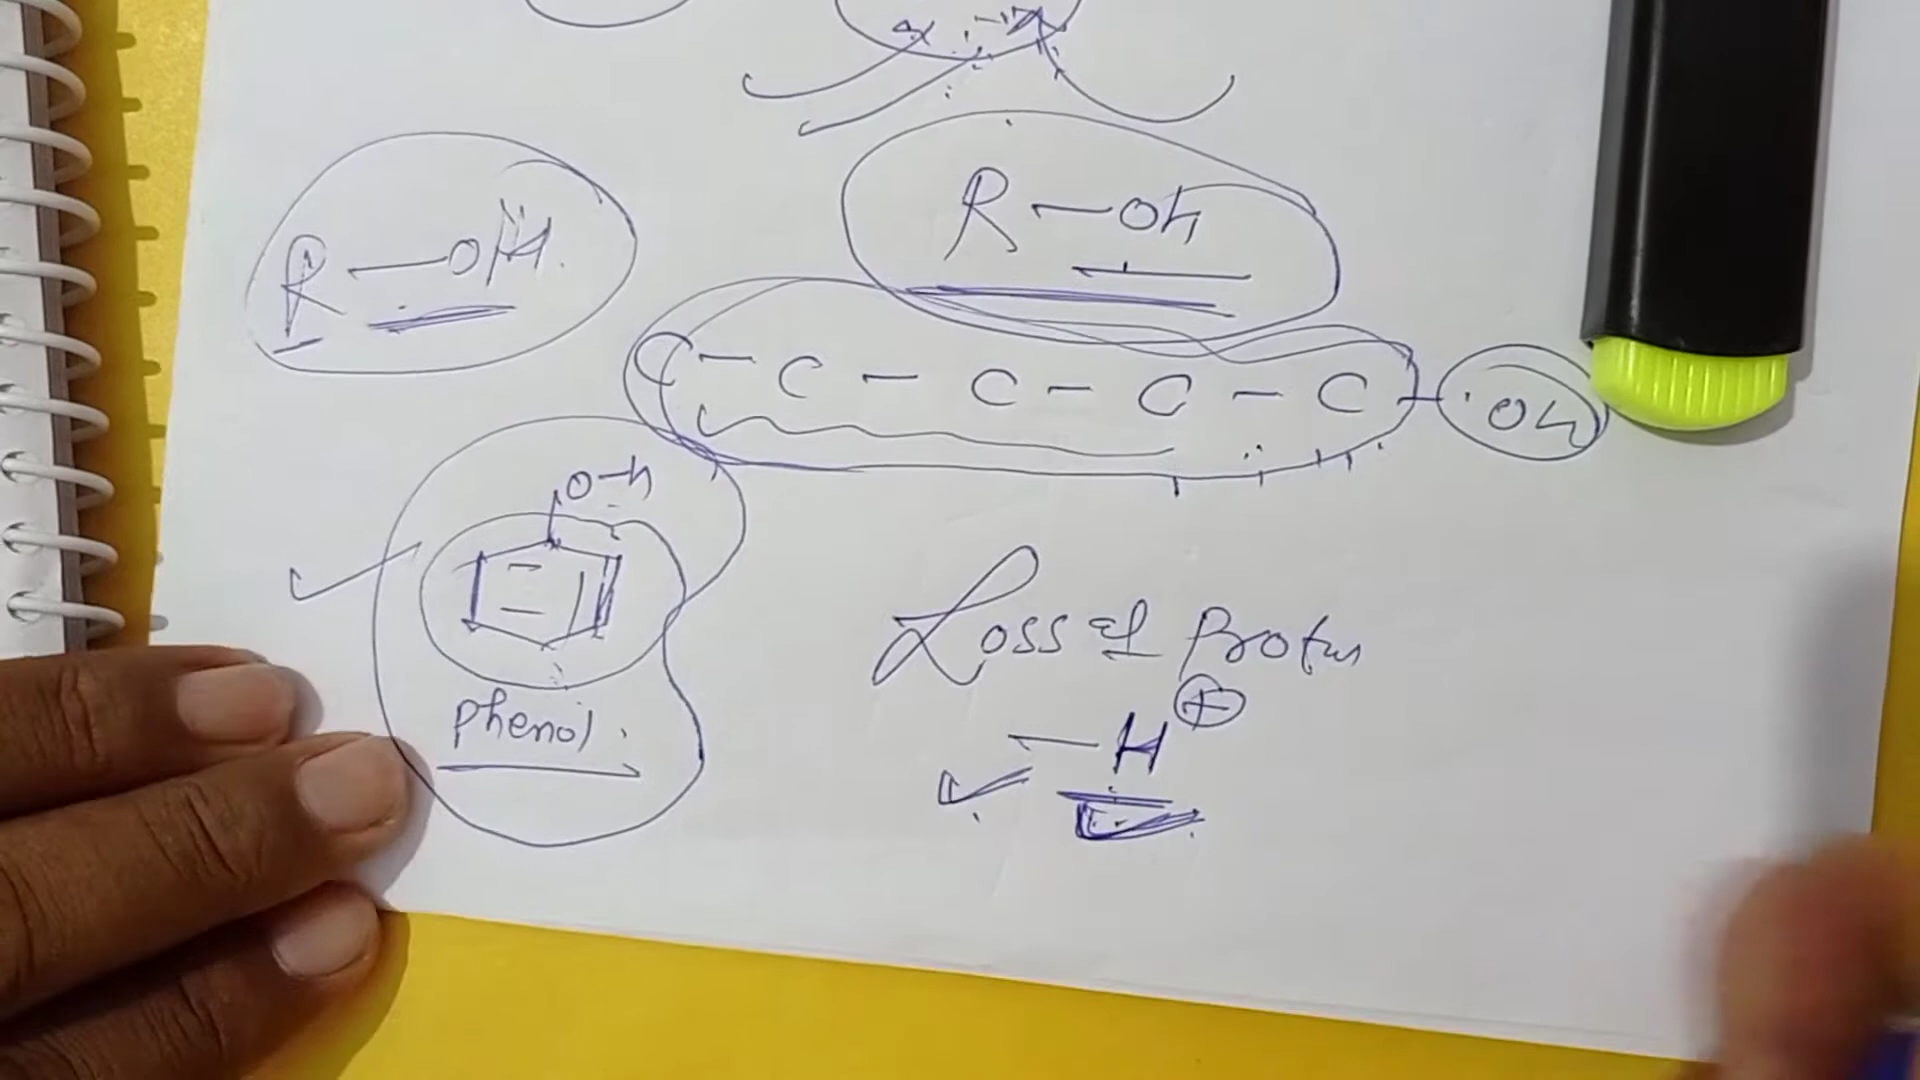 R—OH
R—Oh
C—C—C—C—C—Oh
O-h
phenol.
Loss of Proton
—H⊕